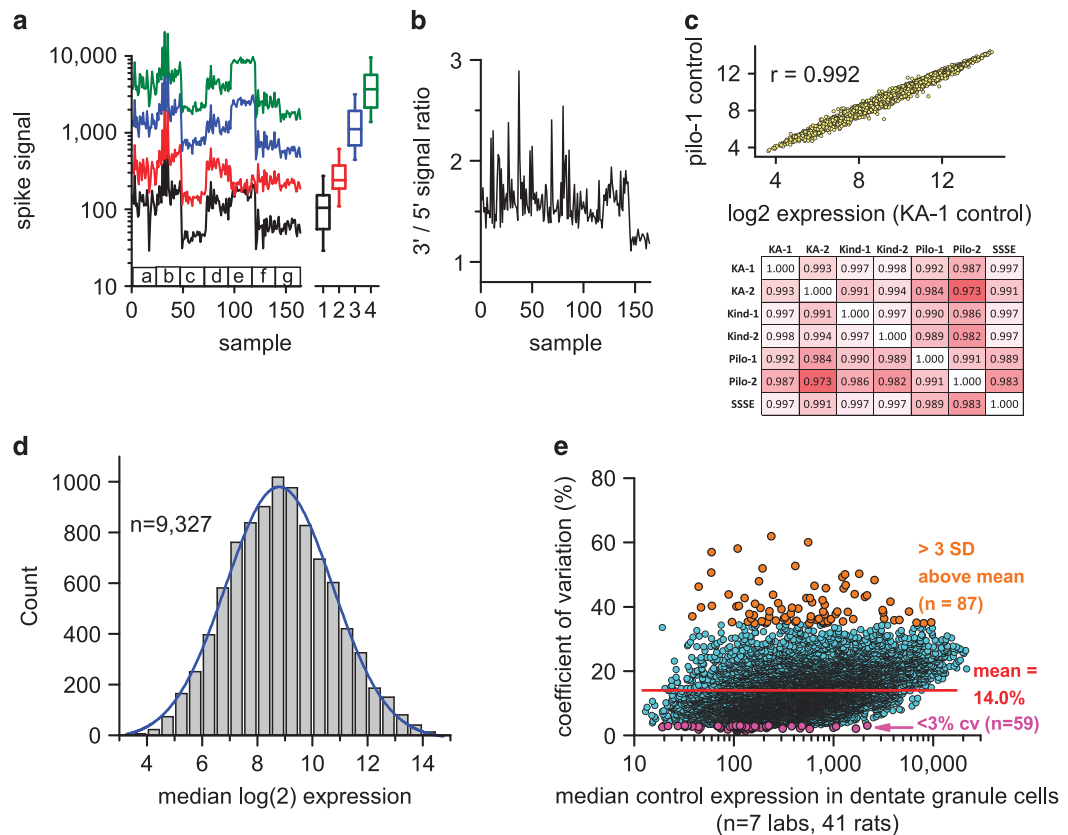 a
spike signal
10,000
1,000
100
10
a b c d e f g
0 50 100 150
1 2 3 4
sample
b
3' / 5' signal ratio
3
2
1
0 50 100 150
sample
c
pilo-1 control
12
8
4
r = 0.992
4 8 12
log2 expression (KA-1 control)
KA-1 KA-2 Kind-1 Kind-2 Pilo-1 Pilo-2 SSSE
KA-1 1.000 0.993 0.997 0.998 0.992 0.987 0.997
KA-2 0.993 1.000 0.991 0.994 0.984 0.973 0.991
Kind-1 0.997 0.991 1.000 0.997 0.990 0.986 0.997
Kind-2 0.998 0.994 0.997 1.000 0.989 0.982 0.997
Pilo-1 0.992 0.984 0.990 0.989 1.000 0.991 0.989
Pilo-2 0.987 0.973 0.986 0.982 0.991 1.000 0.983
SSSE 0.997 0.991 0.997 0.997 0.989 0.983 1.000
d
Count
1000
800
600
400
200
0
n=9,327
4 6 8 10 12 14
median log(2) expression
e
coefficient of variation (%)
80
60
40
20
0
> 3 SD
above mean
(n = 87)
mean =
14.0%
<3% cv (n=59)
10 100 1,000 10,000
median control expression in dentate granule cells
(n=7 labs, 41 rats)